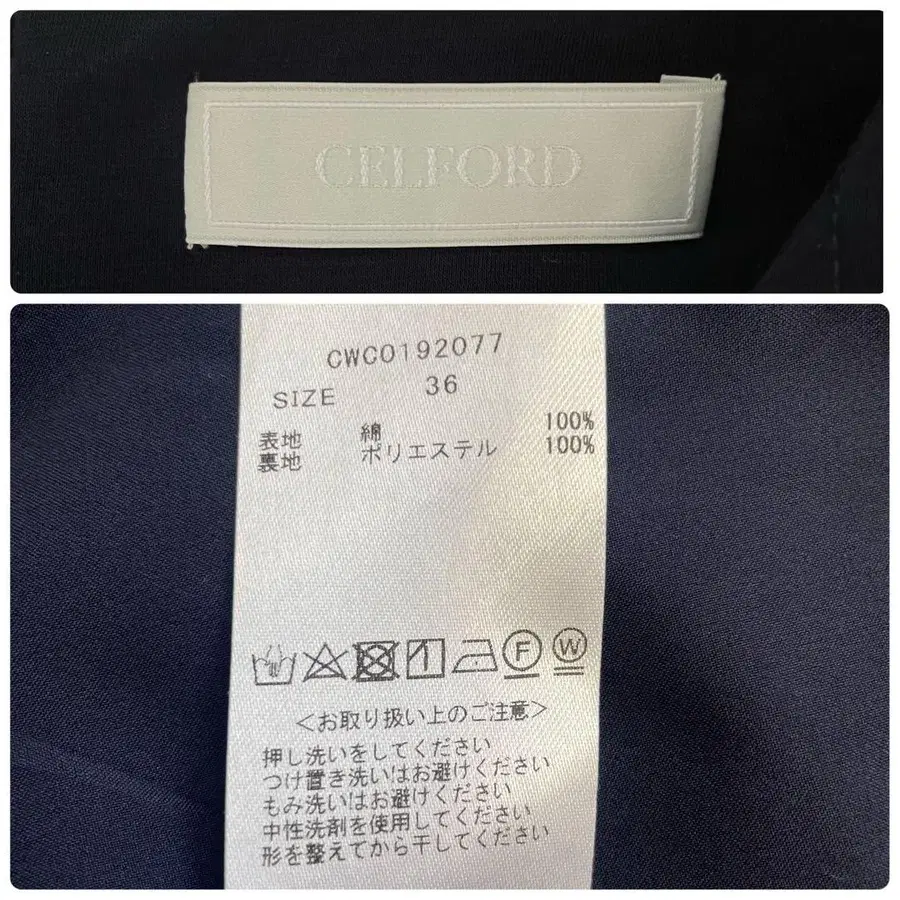 CELFORD
CWC0192077
SIZE 36
表地 綿 100%
裏地 ポリエステル 100%
F W
<お取り扱い上のご注意>
押し洗いをしてください
つけ置き洗いはお避けください
もみ洗いはお避けください
中性洗剤を使用してください
形を整えてから干してください